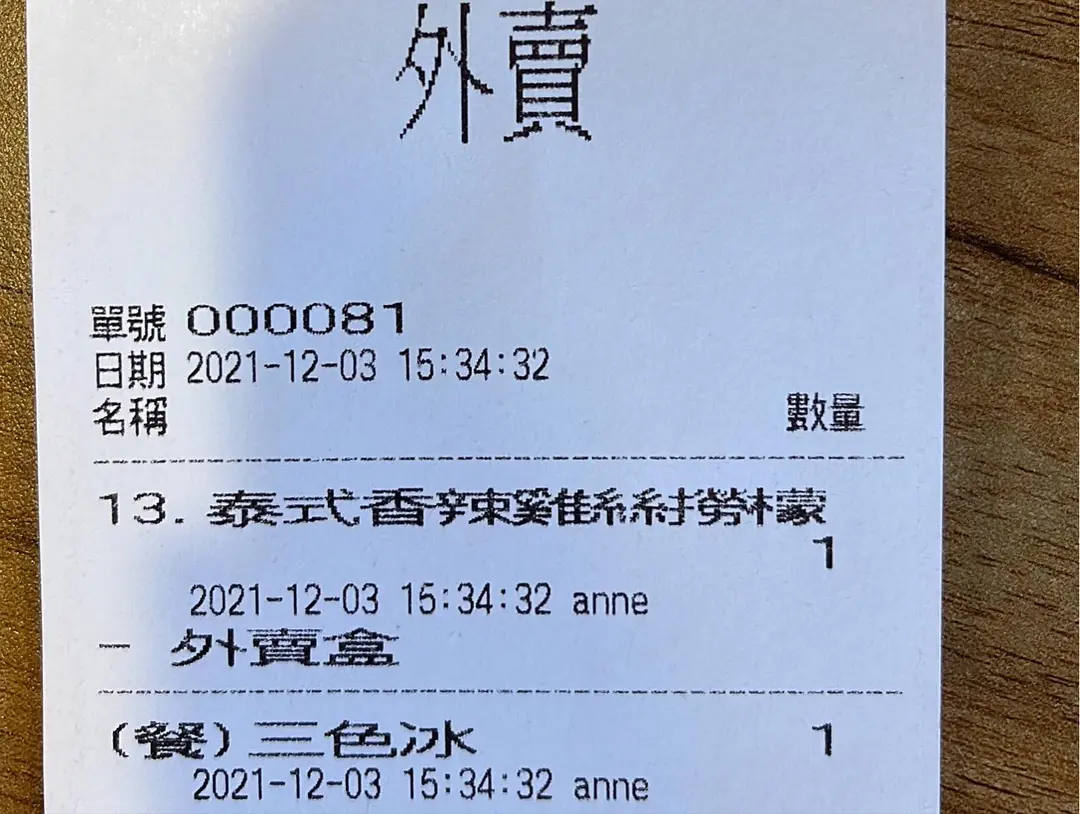 外賣
單號 000081
日期 2021-12-03 15:34:32
名稱 數量
13. 泰式香辣雞絲紂撈檬
1
2021-12-03 15:34:32 anne
- 外賣盒
(餐) 三色冰 1
2021-12-03 15:34:32 anne